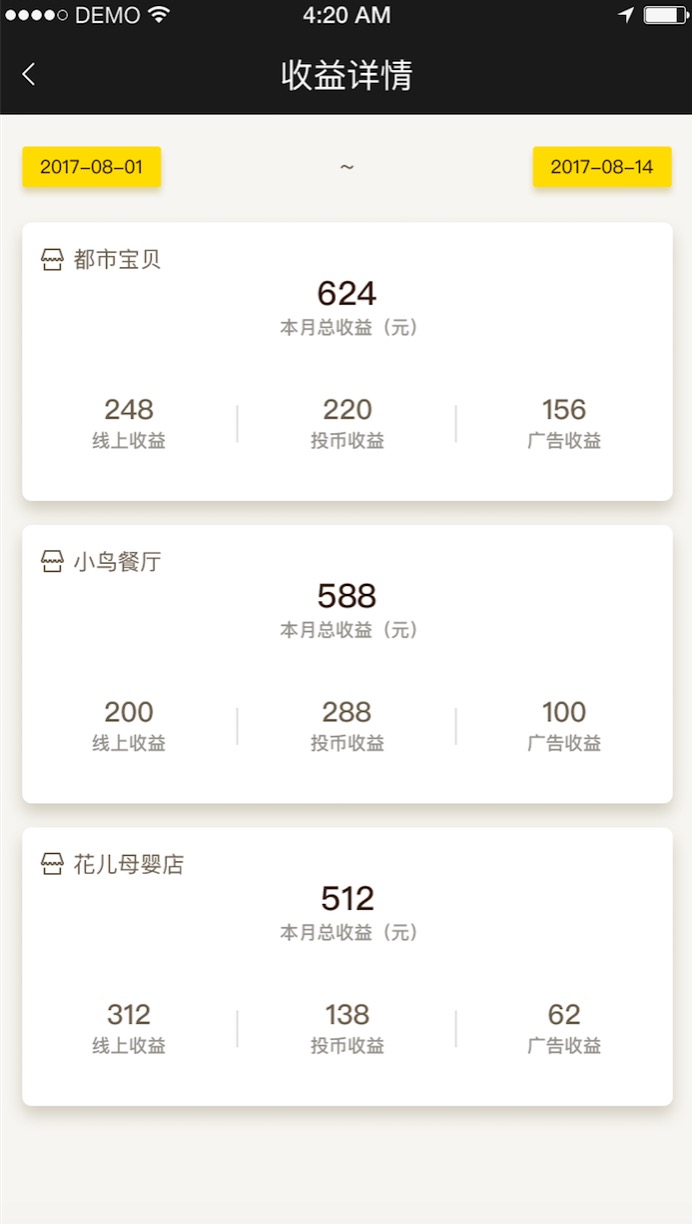 DEMO 4:20 AM
收益详情
2017-08-01 ~ 2017-08-14
都市宝贝
624
本月总收益（元）
248 220 156
线上收益 投币收益 广告收益
小鸟餐厅
588
本月总收益（元）
200 288 100
线上收益 投币收益 广告收益
花儿母婴店
512
本月总收益（元）
312 138 62
线上收益 投币收益 广告收益